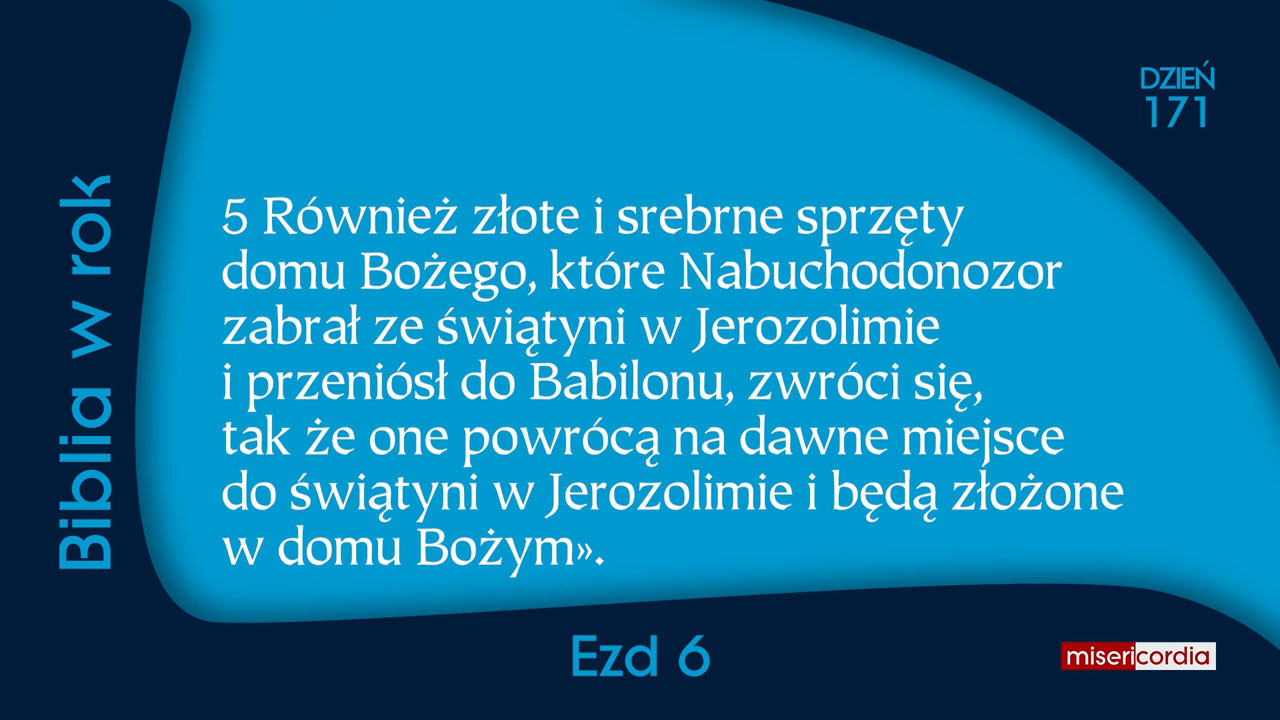 DZIEŃ
171
Biblia w rok
5 Również złote i srebrne sprzęty
domu Bożego, które Nabuchodonozor
zabrał ze świątyni w Jerozolimie
i przeniósł do Babilonu, zwróci się,
tak że one powrócą na dawne miejsce
do świątyni w Jerozolimie i będą złożone
w domu Bożym».
Ezd 6
misericordia